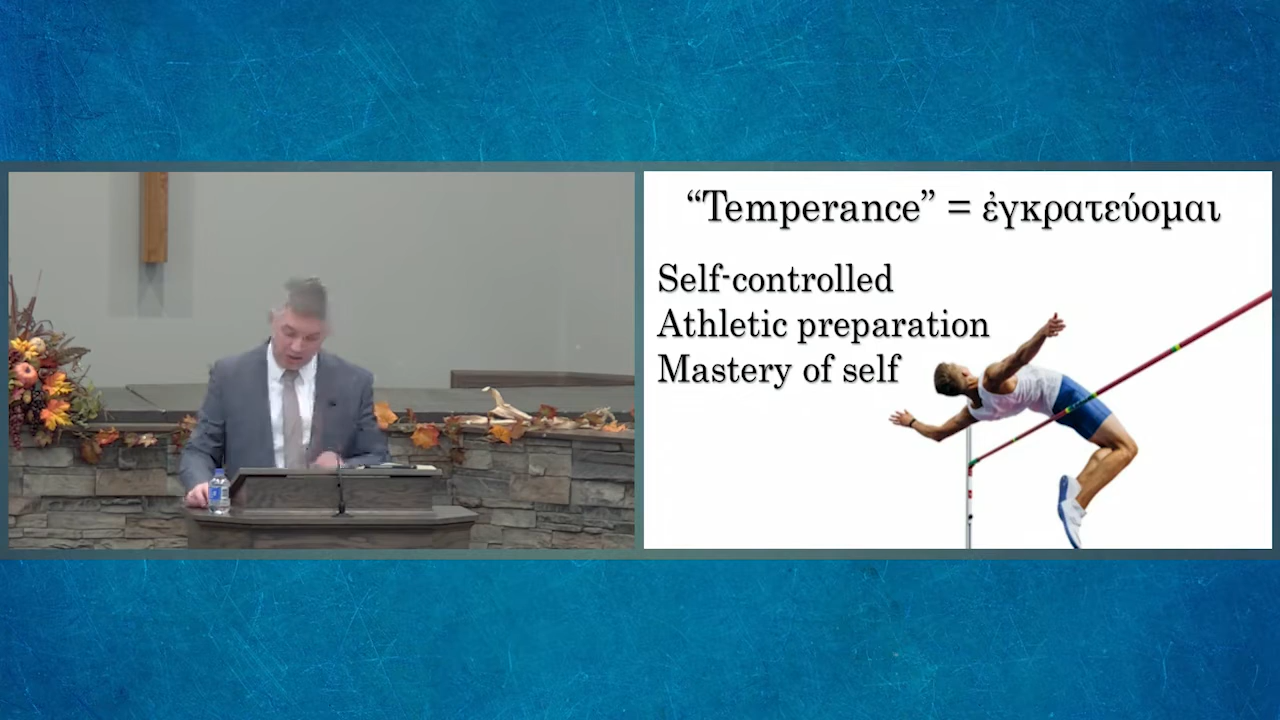 “Temperance” = ἐγκρατεύομαι
Self-controlled
Athletic preparation
Mastery of self